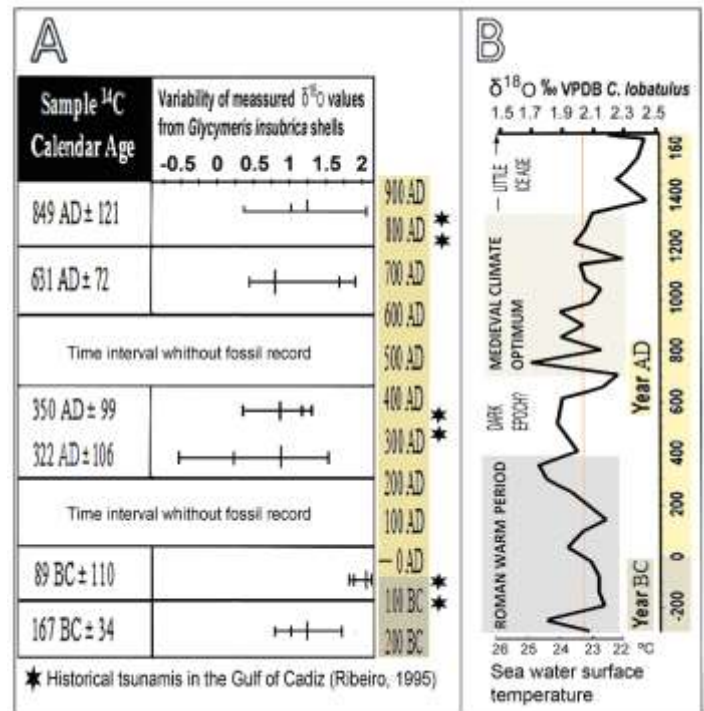 A
Sample ¹⁴C
Calendar Age
Variability of meassured δ¹⁸O values
from Glycymeris insubrica shells
-0.5 0 0.5 1 2
849 AD ± 121
631 AD ± 72
Time interval whithout fossil record
350 AD ± 99
322 AD ± 106
Time interval whithout fossil record
89 BC ± 110
167 BC ± 34
900 AD
800 AD
700 AD
600 AD
500 AD
400 AD
300 AD
200 AD
100 AD
0 AD
100 BC
200 BC
Historical tsunamis in the Gulf of Cadiz (Ribeiro, 1995)
B
δ¹⁸O ‰ VPDB C. lobatulus
1.5 1.7 1.9 2.1 2.3 2.5
LITTLE
ICE AGE
MEDIEVAL CLIMATE
OPTIMUM
DARK
EPOCH?
ROMAN WARM PERIOD
Year AD
Year BC
160
1400
1200
1000
800
600
400
200
0
-200
26 25 24 23 22 ºC
Sea water surface
temperature